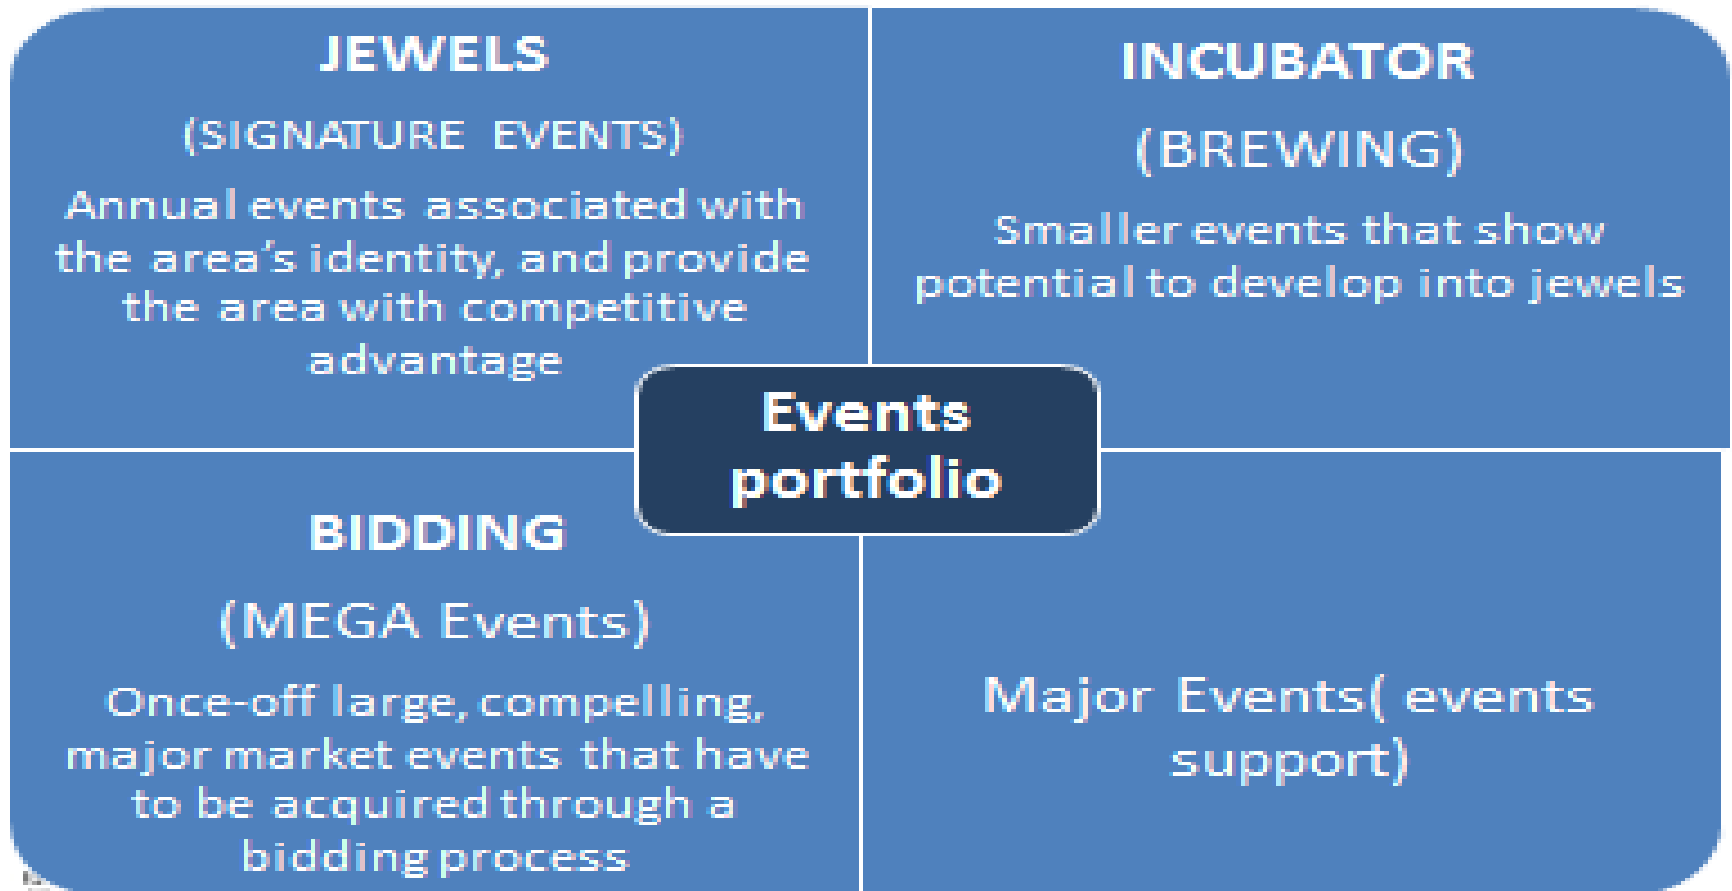 JEWELS
(SIGNATURE EVENTS)
Annual events associated with
the area's identity, and provide
the area with competitive
advantage
INCUBATOR
(BREWING)
Smaller events that show
potential to develop into jewels
Events
portfolio
BIDDING
(MEGA Events)
Once-off large, compelling,
major market events that have
to be acquired through a
bidding process
Major Events( events
support)